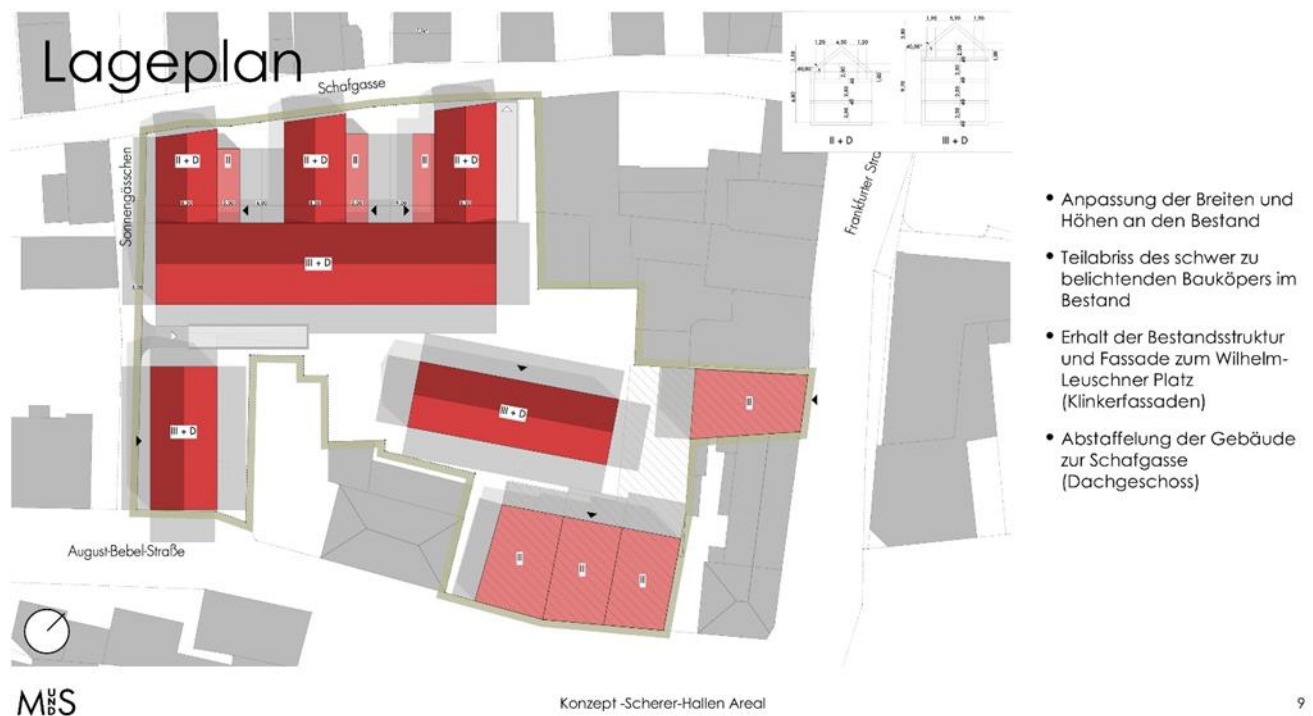 Lageplan
Schafgasse
Sonnengässchen
Frankfurter Stra
August-Bebel-Straße
II + D
III + D
II + D
II
II + D
II
II
II + D
III + D
III + D
III + D
II
II
II
II
• Anpassung der Breiten und
Höhen an den Bestand
• Teilabriss des schwer zu
belichtenden Bauköpers im
Bestand
• Erhalt der Bestandsstruktur
und Fassade zum Wilhelm-
Leuschner Platz
(Klinkerfassaden)
• Abstaffelung der Gebäude
zur Schafgasse
(Dachgeschoss)
M UND S
Konzept -Scherer-Hallen Areal
9